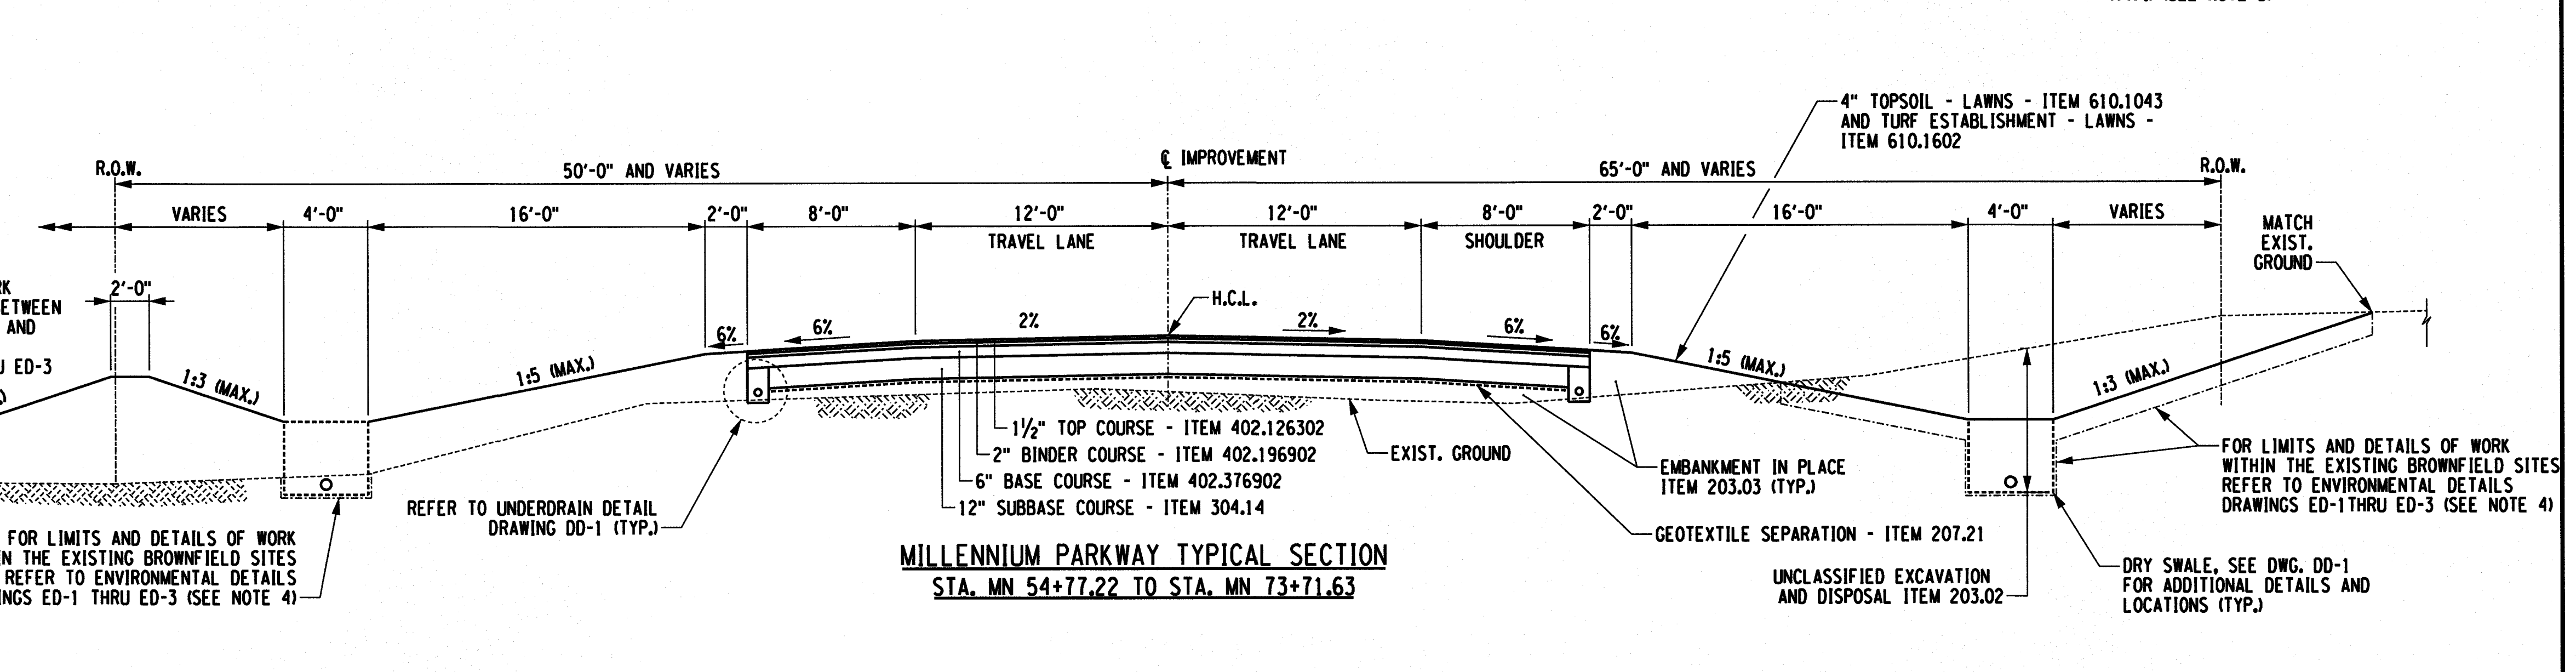 4" TOPSOIL - LAWNS - ITEM 610.1043
AND TURF ESTABLISHMENT - LAWNS -
ITEM 610.1602
R.O.W.
50'-0" AND VARIES
℄ IMPROVEMENT
65'-0" AND VARIES
R.O.W.
VARIES
4'-0"
16'-0"
2'-0"
8'-0"
12'-0"
12'-0"
8'-0"
2'-0"
16'-0"
4'-0"
VARIES
TRAVEL LANE
TRAVEL LANE
SHOULDER
MATCH
EXIST.
GROUND
2'-0"
ETWEEN
AND
ED-3
H.C.L.
6%
6%
2%
2%
6%
6%
1:3 (MAX.)
1:5 (MAX.)
1:5 (MAX.)
1:3 (MAX.)
1½" TOP COURSE - ITEM 402.126302
2" BINDER COURSE - ITEM 402.196902
6" BASE COURSE - ITEM 402.376902
12" SUBBASE COURSE - ITEM 304.14
EXIST. GROUND
EMBANKMENT IN PLACE
ITEM 203.03 (TYP.)
GEOTEXTILE SEPARATION - ITEM 207.21
FOR LIMITS AND DETAILS OF WORK
WITHIN THE EXISTING BROWNFIELD SITES
REFER TO ENVIRONMENTAL DETAILS
DRAWINGS ED-1THRU ED-3 (SEE NOTE 4)
REFER TO UNDERDRAIN DETAIL
DRAWING DD-1 (TYP.)
FOR LIMITS AND DETAILS OF WORK
IN THE EXISTING BROWNFIELD SITES
REFER TO ENVIRONMENTAL DETAILS
INGS ED-1 THRU ED-3 (SEE NOTE 4)
UNCLASSIFIED EXCAVATION
AND DISPOSAL ITEM 203.02
DRY SWALE, SEE DWG. DD-1
FOR ADDITIONAL DETAILS AND
LOCATIONS (TYP.)
MILLENNIUM PARKWAY TYPICAL SECTION
STA. MN 54+77.22 TO STA. MN 73+71.63